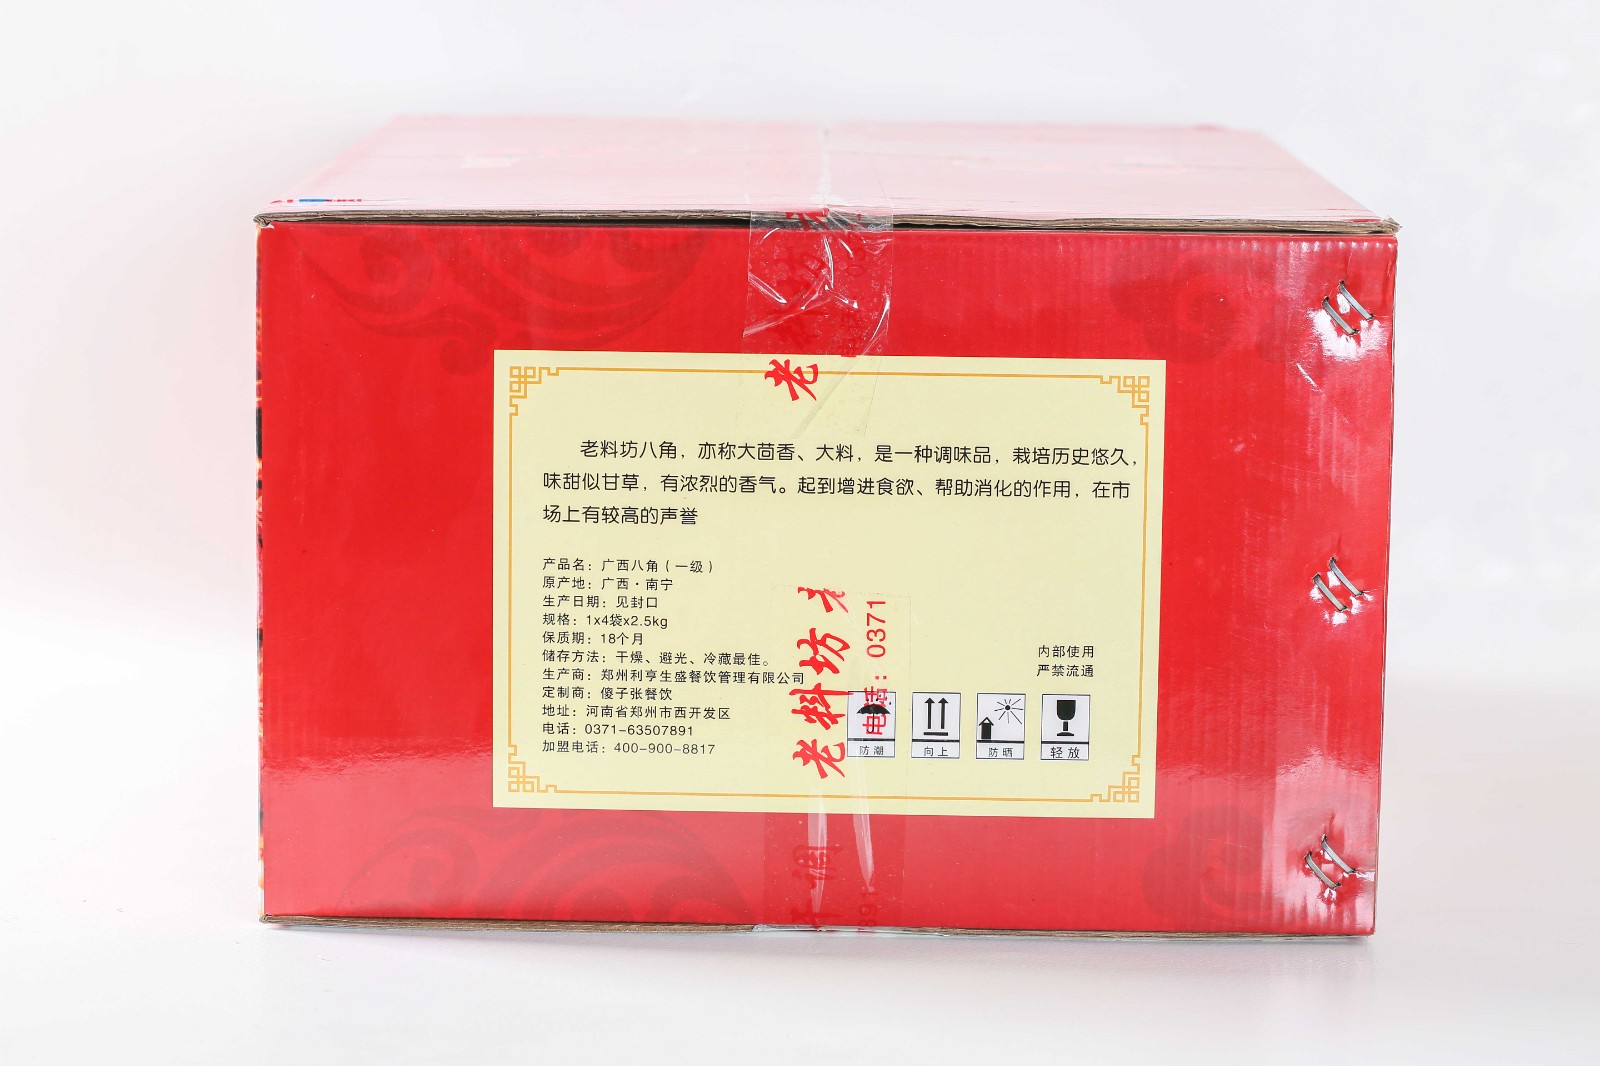 老料坊八角，亦称大茴香、大料，是一种调味品，栽培历史悠久，
味甜似甘草，有浓烈的香气。起到增进食欲、帮助消化的作用，在市
场上有较高的声誉
产品名：广西八角（一级）
原产地：广西·南宁
生产日期：见封口
规格：1x4袋x2.5kg
保质期：18个月
储存方法：干燥、避光、冷藏最佳。
生产商：郑州利亨生盛餐饮管理有限公司
定制商：傻子张餐饮
地址：河南省郑州市西开发区
电话：0371-63507891
加盟电话：400-900-8817
内部使用
严禁流通
防潮
向上
防晒
轻放
老
老料坊 老
电话：0371